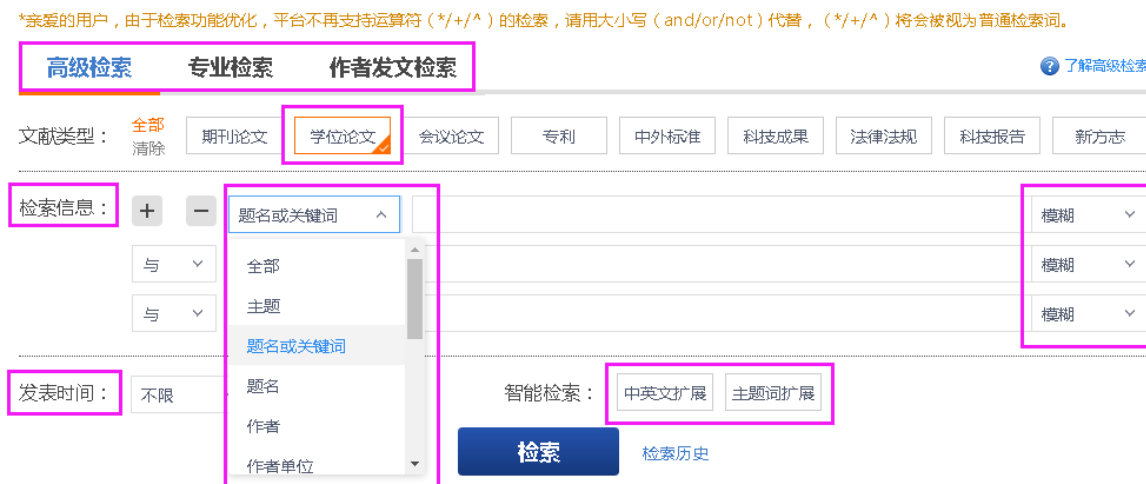 *亲爱的用户，由于检索功能优化，平台不再支持运算符（*/+/^）的检索，请用大小写（and/or/not）代替，（*/+/^）将会被视为普通检索词。
高级检索 专业检索 作者发文检索 ? 了解高级检索
文献类型： 全部 清除 期刊论文 学位论文 会议论文 专利 中外标准 科技成果 法律法规 科技报告 新方志
检索信息： + − 题名或关键词 模糊
与 全部 模糊
主题
与 模糊
题名或关键词
题名
发表时间： 不限 智能检索： 中英文扩展 主题词扩展
作者
检索 检索历史
作者单位